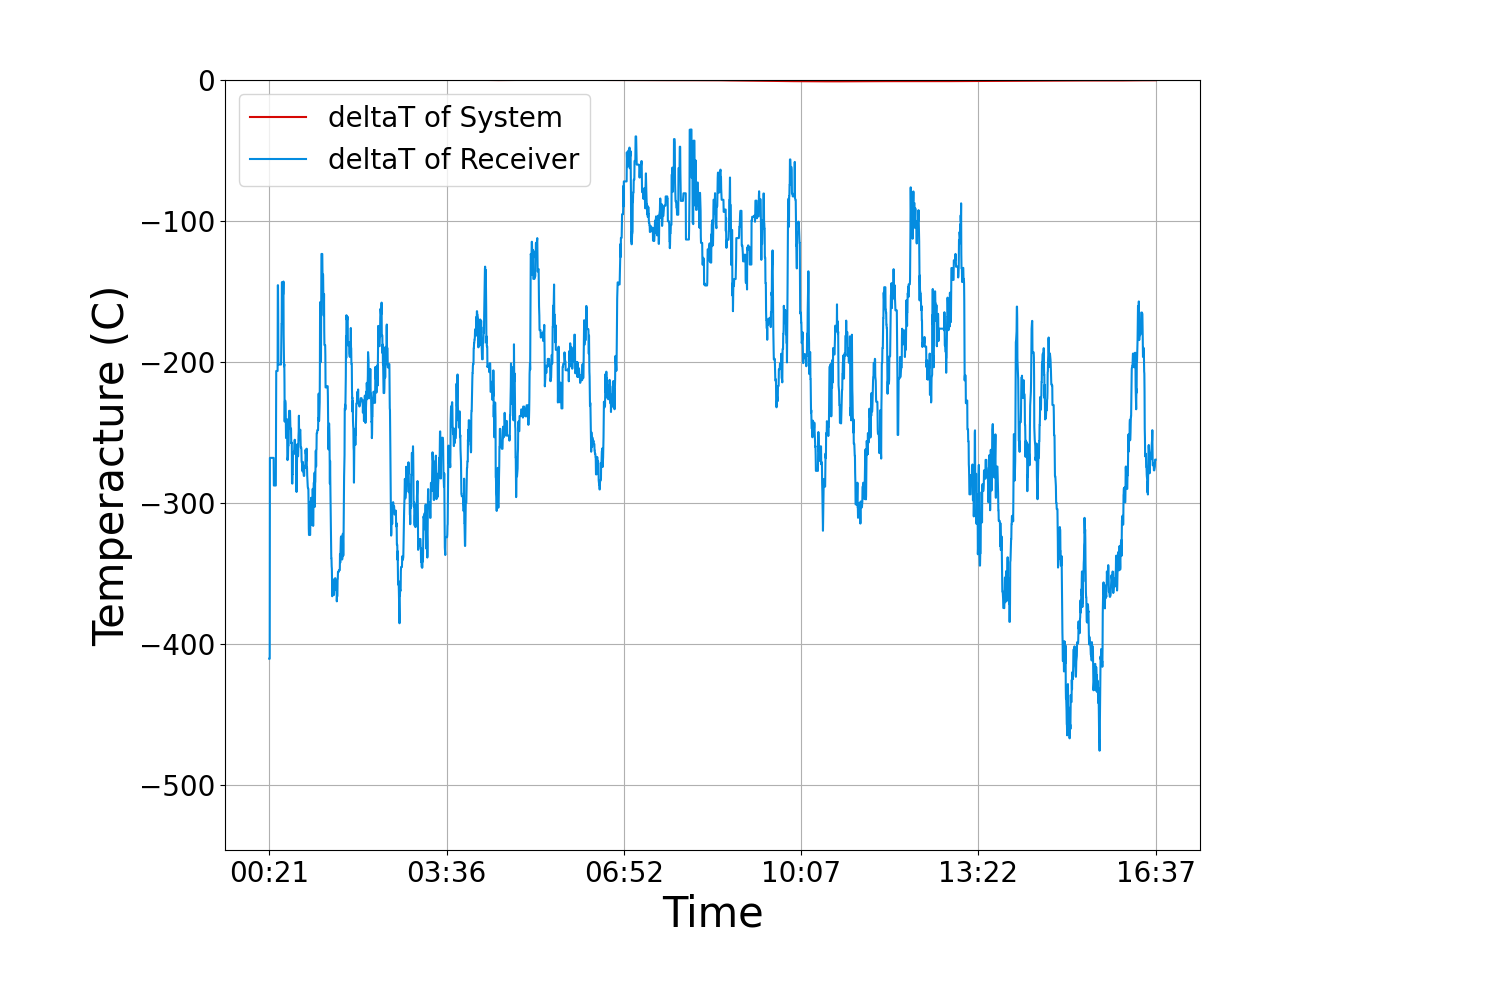 0
−100
−200
−300
−400
−500
Temperacture (C)
deltaT of System
deltaT of Receiver
00:21 03:36 06:52 10:07 13:22 16:37
Time